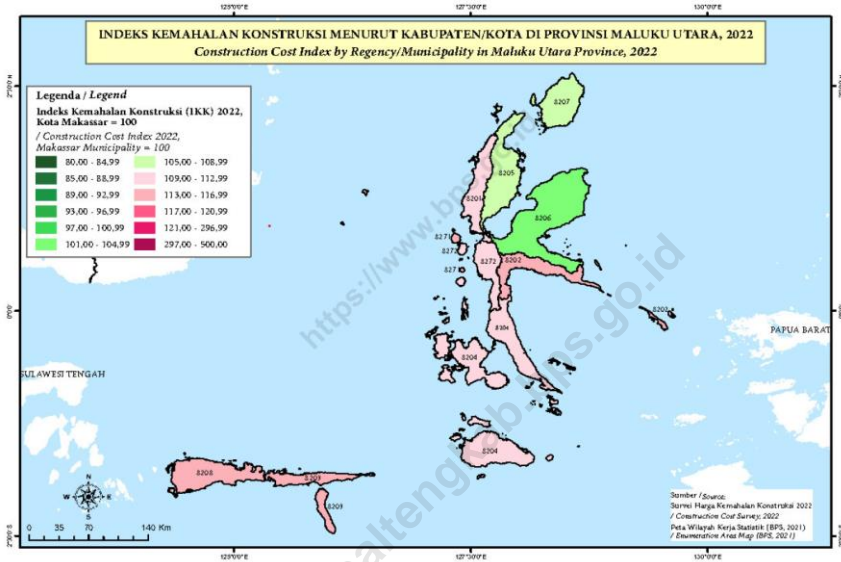 INDEKS KEMAHALAN KONSTRUKSI MENURUT KABUPATEN/KOTA DI PROVINSI MALUKU UTARA, 2022
Construction Cost Index by Regency/Municipality in Maluku Utara Province, 2022
Legenda / Legend
Indeks Kemahalan Konstruksi (IKK) 2022,
Kota Makassar = 100
/ Construction Cost Index 2022,
Makassar Municipality = 100
80,00 - 84,99
85,00 - 88,99
89,00 - 92,99
93,00 - 96,99
97,00 - 100,99
101,00 - 104,99
105,00 - 108,99
109,00 - 112,99
113,00 - 116,99
117,00 - 120,99
121,00 - 296,99
297,00 - 500,00
8207
8205
8201
8206
8271
8272
8202
8202
8204
8204
8208
8203
PAPUA BARAT
SULAWESI TENGAH
https://www.bps.go.id
N
W E
S
0 35 70 140 Km
Sumber / Source:
Survei Harga Kemahalan Konstruksi 2022
/ Construction Cost Survey, 2022
Peta Wilayah Kerja Statistik (BPS, 2021)
/ Enumeration Area Map (BPS, 2021)
127°30'0"E